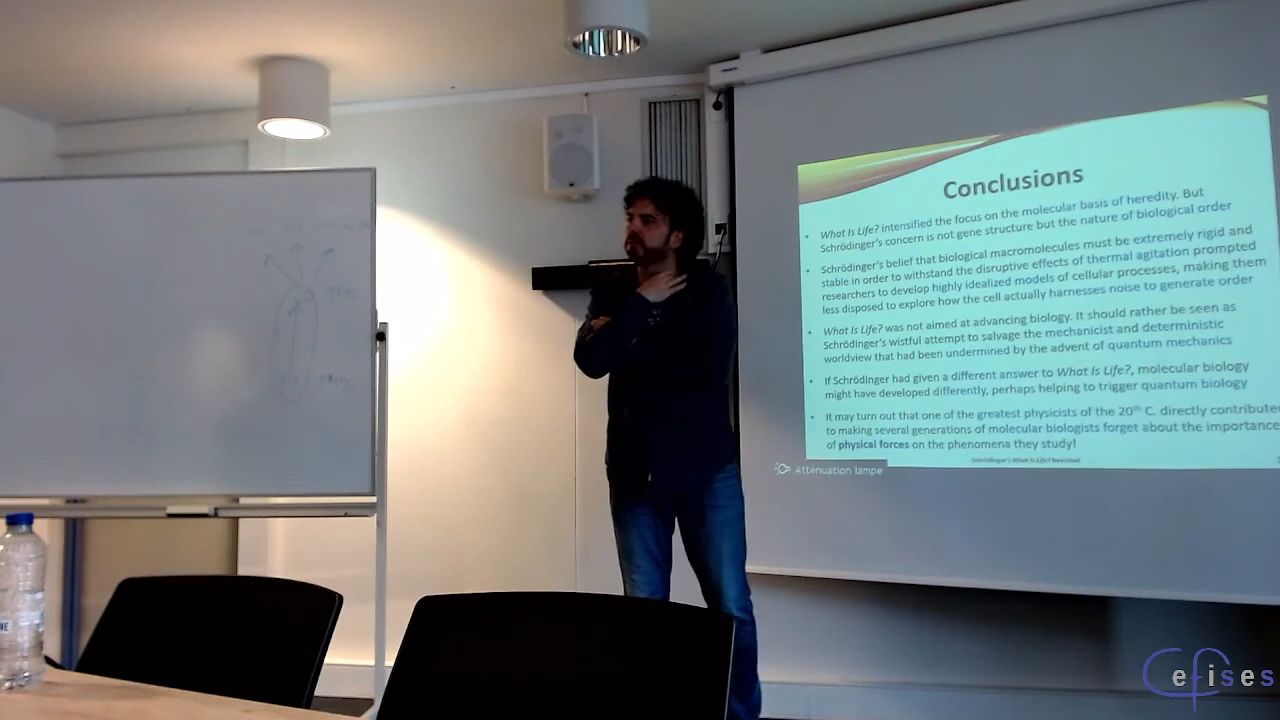 Conclusions
• What Is Life? intensified the focus on the molecular basis of heredity. But
Schrödinger's concern is not gene structure but the nature of biological order
• Schrödinger's belief that biological macromolecules must be extremely rigid and
stable in order to withstand the disruptive effects of thermal agitation prompted
researchers to develop highly idealized models of cellular processes, making them
less disposed to explore how the cell actually harnesses noise to generate order
• What Is Life? was not aimed at advancing biology. It should rather be seen as
Schrödinger's wistful attempt to salvage the mechanicist and deterministic
worldview that had been undermined by the advent of quantum mechanics
• If Schrödinger had given a different answer to What Is Life?, molecular biology
might have developed differently, perhaps helping to trigger quantum biology
• It may turn out that one of the greatest physicists of the 20th C. directly contribute
to making several generations of molecular biologists forget about the importance
of physical forces on the phenomena they study!
Schrödinger's What Is Life? Revisited
Atténuation lampe
Cefises